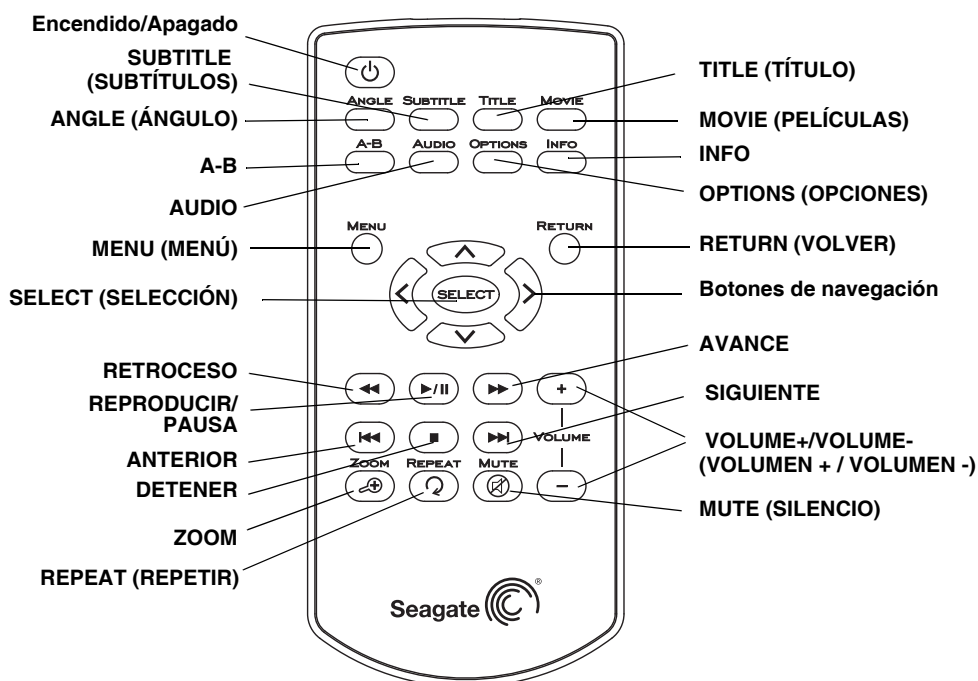 Encendido/Apagado
SUBTITLE
(SUBTÍTULOS)
ANGLE (ÁNGULO)
A-B
AUDIO
MENU (MENÚ)
SELECT (SELECCIÓN)
RETROCESO
REPRODUCIR/
PAUSA
ANTERIOR
DETENER
ZOOM
REPEAT (REPETIR)
ANGLE SUBTITLE TITLE MOVIE
A-B AUDIO OPTIONS INFO
MENU RETURN
SELECT
+
VOLUME
ZOOM REPEAT MUTE
–
Seagate ®
TITLE (TÍTULO)
MOVIE (PELÍCULAS)
INFO
OPTIONS (OPCIONES)
RETURN (VOLVER)
Botones de navegación
AVANCE
SIGUIENTE
VOLUME+/VOLUME-
(VOLUMEN + / VOLUMEN -)
MUTE (SILENCIO)